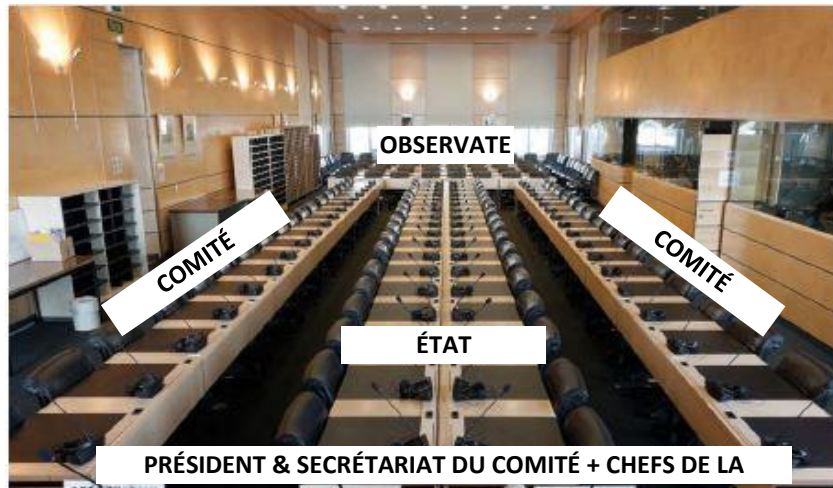 OBSERVATE
COMITÉ
COMITÉ
ÉTAT
PRÉSIDENT & SECRÉTARIAT DU COMITÉ + CHEFS DE LA